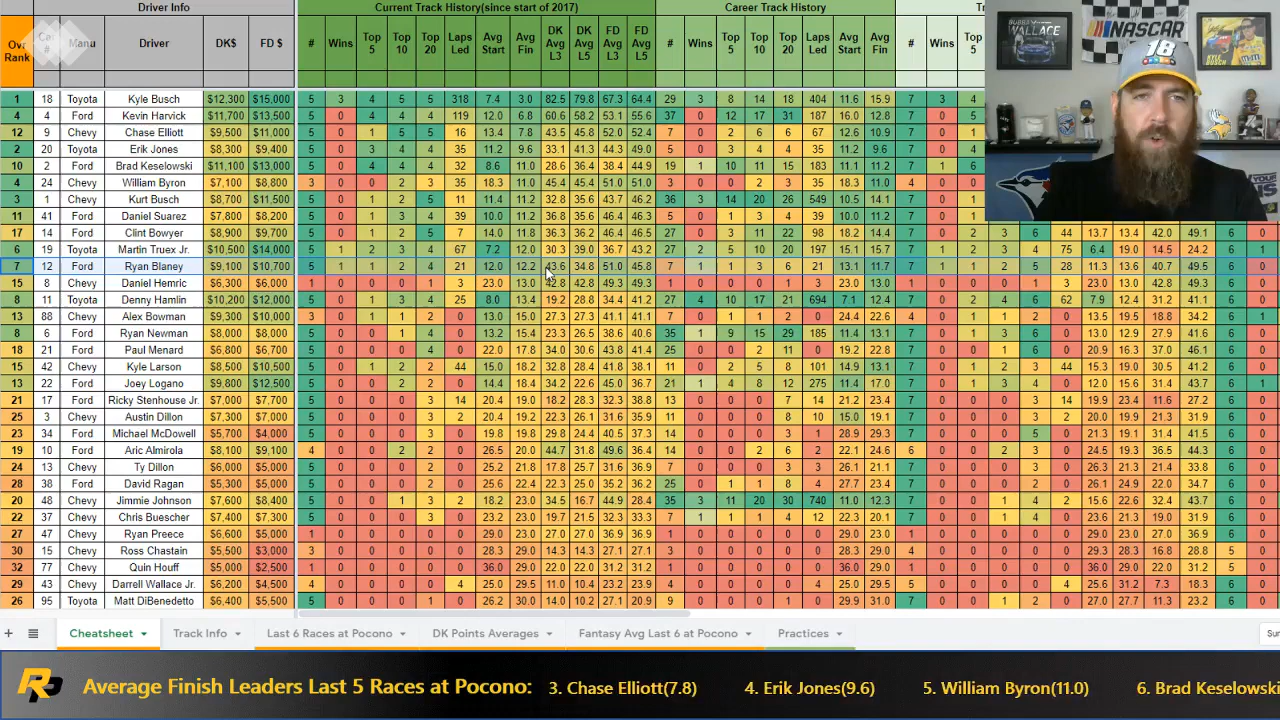 Driver Info Current Track History(since start of 2017) Career Track History
Ovr Rank Car # Manu Driver DK$ FD $ # Wins Top 5 Top 10 Top 20 Laps Led Avg Start Avg Fin DK Avg L3 DK Avg L5 FD Avg L3 FD Avg L5 # Wins Top 5 Top 10 Top 20 Laps Led Avg Start Avg Fin # Wins Top 5
1 18 Toyota Kyle Busch $12,300 $15,000 5 3 4 5 5 318 7.4 3.0 82.5 79.8 67.3 64.4 29 3 8 14 18 404 11.6 15.9 7 3 4
4 4 Ford Kevin Harvick $11,700 $13,500 5 0 4 4 4 119 12.0 6.8 60.6 58.2 53.1 55.6 37 0 12 17 31 187 16.0 12.8 7 0 5
12 9 Chevy Chase Elliott $9,500 $11,000 5 0 1 5 5 16 13.4 7.8 43.5 45.8 52.0 52.4 7 0 2 6 6 67 12.6 10.9 7 0 2
2 20 Toyota Erik Jones $8,300 $9,400 5 0 3 4 4 35 11.2 9.6 33.1 41.3 44.3 49.0 5 0 3 4 4 35 11.2 9.6 7 0 4
10 2 Ford Brad Keselowski $11,100 $13,000 5 0 4 4 4 32 8.6 11.0 28.6 36.4 38.4 44.9 19 1 10 11 15 183 11.1 11.2 7 1 6
4 24 Chevy William Byron $7,100 $8,800 3 0 0 2 3 35 18.3 11.0 45.4 45.4 51.0 51.0 3 0 0 2 3 35 18.3 11.0 4 0 0
3 1 Chevy Kurt Busch $8,700 $11,500 5 0 1 2 5 11 10.8 11.0 32.8 35.8 43.7 46.2 36 3 14 20 26 549 10.5 14.1 7 0 1
11 41 Ford Daniel Suarez $7,800 $8,200 5 0 1 3 4 39 10.0 11.2 36.8 35.6 46.4 46.5 5 0 1 3 4 39 10.0 11.2 7 0 1
17 14 Ford Clint Bowyer $8,900 $9,700 5 0 1 2 5 7 14.0 11.8 36.3 36.2 46.4 46.5 27 0 3 11 22 98 18.2 14.4 7 0 2 3 6 44 13.7 13.4 42.0 49.1 6 0
6 19 Toyota Martin Truex Jr. $10,500 $14,000 5 1 2 3 4 67 7.2 12.0 30.3 39.0 36.7 43.2 27 2 5 10 20 197 15.1 15.7 7 1 2 3 4 75 6.4 19.0 14.5 24.2 6 1
7 12 Ford Ryan Blaney $9,100 $10,700 5 1 1 2 4 21 12.0 12.2 3.6 34.8 51.0 45.8 7 1 1 3 6 21 13.1 11.7 7 1 1 2 5 28 11.3 13.6 40.7 49.5 6 0
15 8 Chevy Daniel Hemric $6,300 $6,000 1 0 0 0 1 3 23.0 13.0 42.8 42.8 49.3 49.3 1 0 0 0 1 3 23.0 13.0 1 0 0 0 1 3 23.0 13.0 42.8 49.3 6 0
8 11 Toyota Denny Hamlin $10,200 $12,000 5 0 1 3 4 25 8.0 13.4 19.2 28.8 31.4 38.4 27 4 10 17 21 694 7.1 12.4 7 0 2 4 6 62 7.9 12.4 31.2 41.1 6 0
13 88 Chevy Alex Bowman $9,300 $10,000 3 0 1 1 2 0 13.0 15.0 27.3 27.3 41.1 41.1 7 0 1 1 2 0 24.4 22.6 4 0 1 1 2 0 13.5 19.5 18.8 34.2 6 1
8 6 Ford Ryan Newman $8,000 $8,000 5 0 0 1 4 0 12.2 15.4 23.3 27.3 38.6 40.6 35 1 9 15 29 185 11.4 13.1 7 0 0 1 3 6 0 13.0 12.9 27.9 41.6 6 0
18 21 Ford Paul Menard $6,800 $6,700 5 0 0 0 4 0 22.0 17.8 34.0 30.6 43.8 41.4 25 0 0 2 11 0 19.2 22.8 7 0 0 1 6 0 20.9 16.3 37.0 46.1 6 0
15 42 Chevy Kyle Larson $8,500 $10,500 5 0 1 2 2 44 15.0 18.2 32.8 28.4 41.8 38.1 11 0 2 5 8 101 14.9 13.1 7 0 1 3 3 44 15.3 19.0 30.5 41.2 6 0
13 22 Ford Joey Logano $9,800 $12,500 5 0 0 2 2 0 14.4 18.4 34.2 22.6 45.0 36.7 21 1 4 8 12 275 11.4 17.0 7 0 1 3 4 0 12.0 15.6 31.4 43.7 6 1
21 17 Ford Ricky Stenhouse Jr. $7,000 $7,700 5 0 0 0 3 14 20.4 19.0 18.2 28.3 32.3 38.8 13 0 0 0 7 14 21.2 23.4 7 0 0 0 3 14 19.9 23.4 11.6 27.2 6 0
25 3 Chevy Austin Dillon $7,300 $7,000 5 0 0 0 3 2 20.4 19.2 22.3 26.1 31.6 35.9 11 0 0 0 8 10 15.0 19.1 7 0 0 0 3 2 20.0 19.9 21.3 31.9 6 0
23 34 Ford Michael McDowell $5,700 $4,000 5 0 0 0 3 0 19.8 19.8 29.8 24.4 40.5 37.3 14 0 0 0 3 1 28.9 29.3 7 0 0 0 5 0 21.3 19.1 31.4 41.5 6 0
19 10 Ford Aric Almirola $8,100 $9,100 4 0 0 2 2 0 26.5 20.0 44.7 31.8 49.6 36.4 14 0 0 2 6 2 22.1 24.6 6 0 0 2 3 0 24.5 19.3 36.5 44.3 6 0
24 13 Chevy Ty Dillon $6,000 $5,000 5 0 0 0 2 0 25.2 21.8 17.8 25.7 31.6 36.9 7 0 0 0 3 3 26.1 21.4 7 0 0 0 3 0 26.3 21.4 21.4 33.8 6 0
28 38 Ford David Ragan $5,300 $5,000 5 0 0 0 2 0 25.6 22.4 22.3 25.0 35.2 36.2 25 0 1 1 8 4 27.7 25.3 7 0 0 0 2 0 26.1 24.9 22.0 34.7 6 0
20 48 Chevy Jimmie Johnson $7,600 $8,400 5 0 0 1 3 2 18.2 23.0 34.5 16.7 44.9 28.4 35 3 11 20 30 740 11.0 12.3 7 0 0 1 4 2 15.6 22.6 32.4 43.7 6 0
22 37 Chevy Chris Buescher $7,400 $7,300 5 0 0 0 3 0 23.2 23.0 19.7 21.5 32.3 33.3 7 1 1 1 4 12 22.3 20.1 7 0 0 1 4 0 23.6 21.3 19.0 31.9 6 0
27 47 Chevy Ryan Preece $6,600 $5,000 1 0 0 0 0 0 29.0 23.0 27.0 27.0 36.9 36.9 1 0 0 0 0 0 29.0 23.0 1 0 0 0 0 0 29.0 23.0 27.0 36.9 6 0
30 15 Chevy Ross Chastain $5,500 $3,000 3 0 0 0 0 0 28.3 29.0 14.3 14.3 27.1 27.1 3 0 0 0 0 0 28.3 29.0 4 0 0 0 0 0 29.3 28.3 16.8 28.8 5 0
32 77 Chevy Quin Houff $5,000 $2,000 1 0 0 0 0 0 36.0 29.0 22.0 22.0 31.2 31.2 1 0 0 0 0 0 36.0 29.0 1 0 0 0 0 0 36.0 29.0 22.0 31.2 5 0
29 43 Chevy Darrell Wallace Jr. $6,200 $4,500 4 0 0 0 0 4 25.0 29.5 11.0 10.4 23.2 23.9 4 0 0 0 0 4 25.0 29.5 5 0 0 0 0 4 25.6 31.2 7.3 18.3 6 0
26 95 Toyota Matt DiBenedetto $6,400 $5,500 5 0 0 0 1 0 26.2 30.0 14.0 10.2 27.1 20.9 9 0 0 0 1 0 29.9 31.0 7 0 0 1 2 0 27.0 27.7 11.3 23.2 6 0
BUBBA WALLACE
NASCAR
KYLE BUSCH
18
+ Cheatsheet Track Info Last 6 Races at Pocono DK Points Averages Fantasy Avg Last 6 at Pocono Practices
RP Average Finish Leaders Last 5 Races at Pocono: 3. Chase Elliott(7.8) 4. Erik Jones(9.6) 5. William Byron(11.0) 6. Brad Keselowski